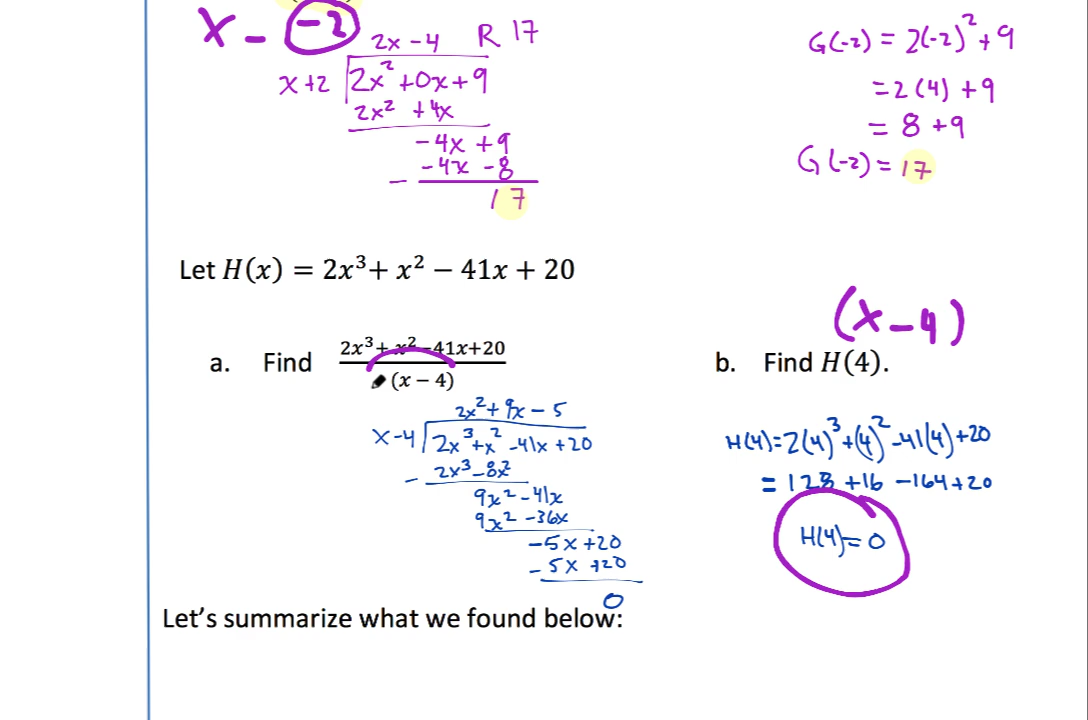 x - -2
2x - 4 R 17
x+2 2x² + 0x + 9
2x² + 4x
-4x + 9
-4x - 8
-
17
G(-2) = 2(-2)² + 9
= 2(4) + 9
= 8 + 9
G(-2) = 17
Let H(x) = 2x³+ x² − 41x + 20
(x-4)
a. Find 2x³+ x² −41x+20
(x − 4)
2x² + 9x - 5
x-4 2x³ + x² - 41x + 20
- 2x³ - 8x²
9x² - 41x
9x² - 36x
-5x + 20
-5x + 20
0
b. Find H(4).
H(4) = 2(4)³ + (4)² - 41(4) + 20
= 128 + 16 - 164 + 20
H(4) = 0
Let's summarize what we found below: